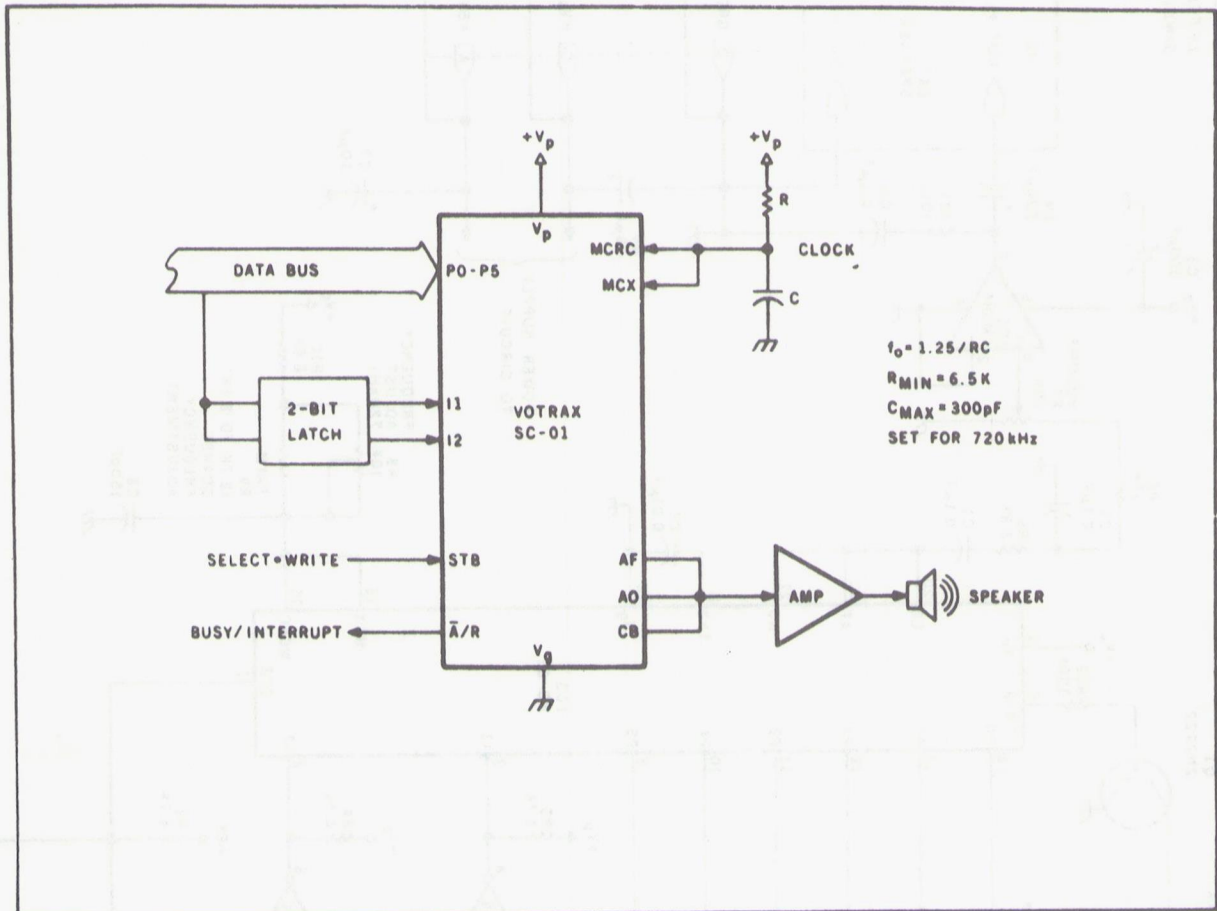 +Vp
+Vp
R
Vp
MCRC
CLOCK
DATA BUS
P0-P5
MCX
C
fo = 1.25/RC
RMIN = 6.5K
CMAX = 300pF
SET FOR 720kHz
2-BIT
LATCH
I1
I2
VOTRAX
SC-01
SELECT•WRITE
STB
AF
AO
AMP
SPEAKER
BUSY/INTERRUPT
A̅/R
CB
Vg